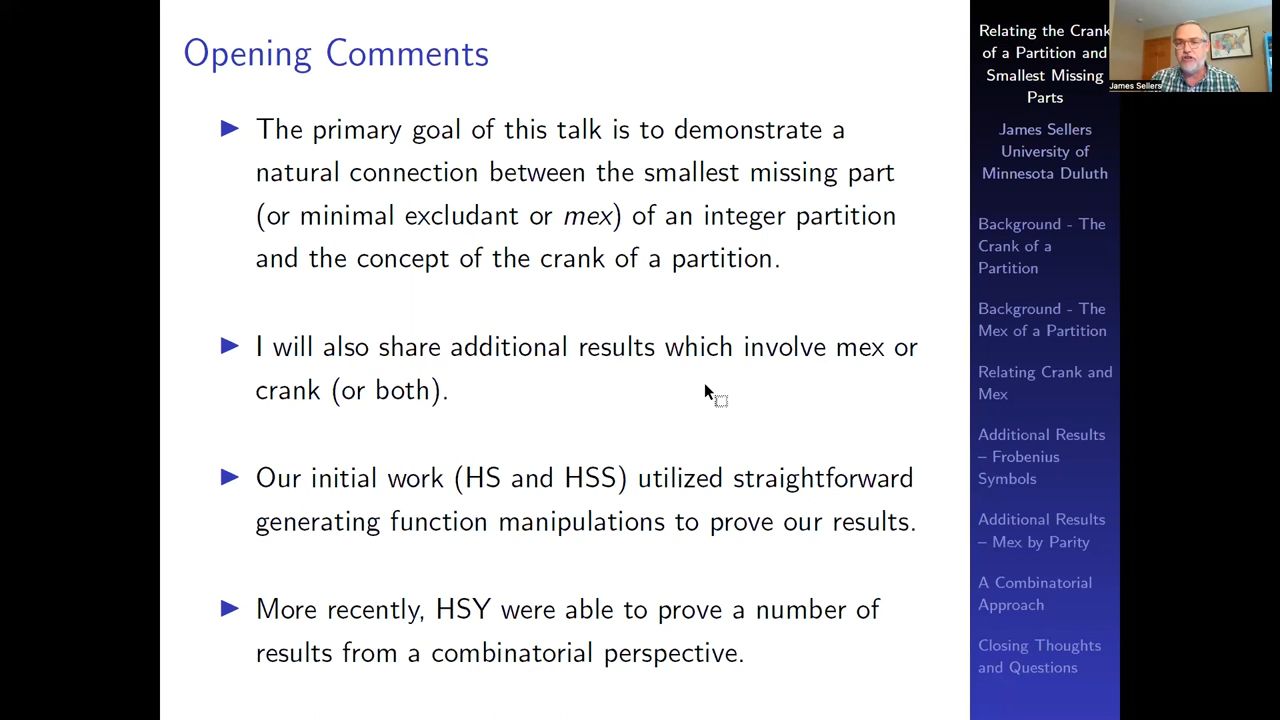 Opening Comments
The primary goal of this talk is to demonstrate a
natural connection between the smallest missing part
(or minimal excludant or mex) of an integer partition
and the concept of the crank of a partition.
I will also share additional results which involve mex or
crank (or both).
Our initial work (HS and HSS) utilized straightforward
generating function manipulations to prove our results.
More recently, HSY were able to prove a number of
results from a combinatorial perspective.
Relating the Crank
of a Partition and
Smallest Missing
Parts
James Sellers
University of
Minnesota Duluth
Background - The
Crank of a
Partition
Background - The
Mex of a Partition
Relating Crank and
Mex
Additional Results
– Frobenius
Symbols
Additional Results
– Mex by Parity
A Combinatorial
Approach
Closing Thoughts
and Questions
James Sellers